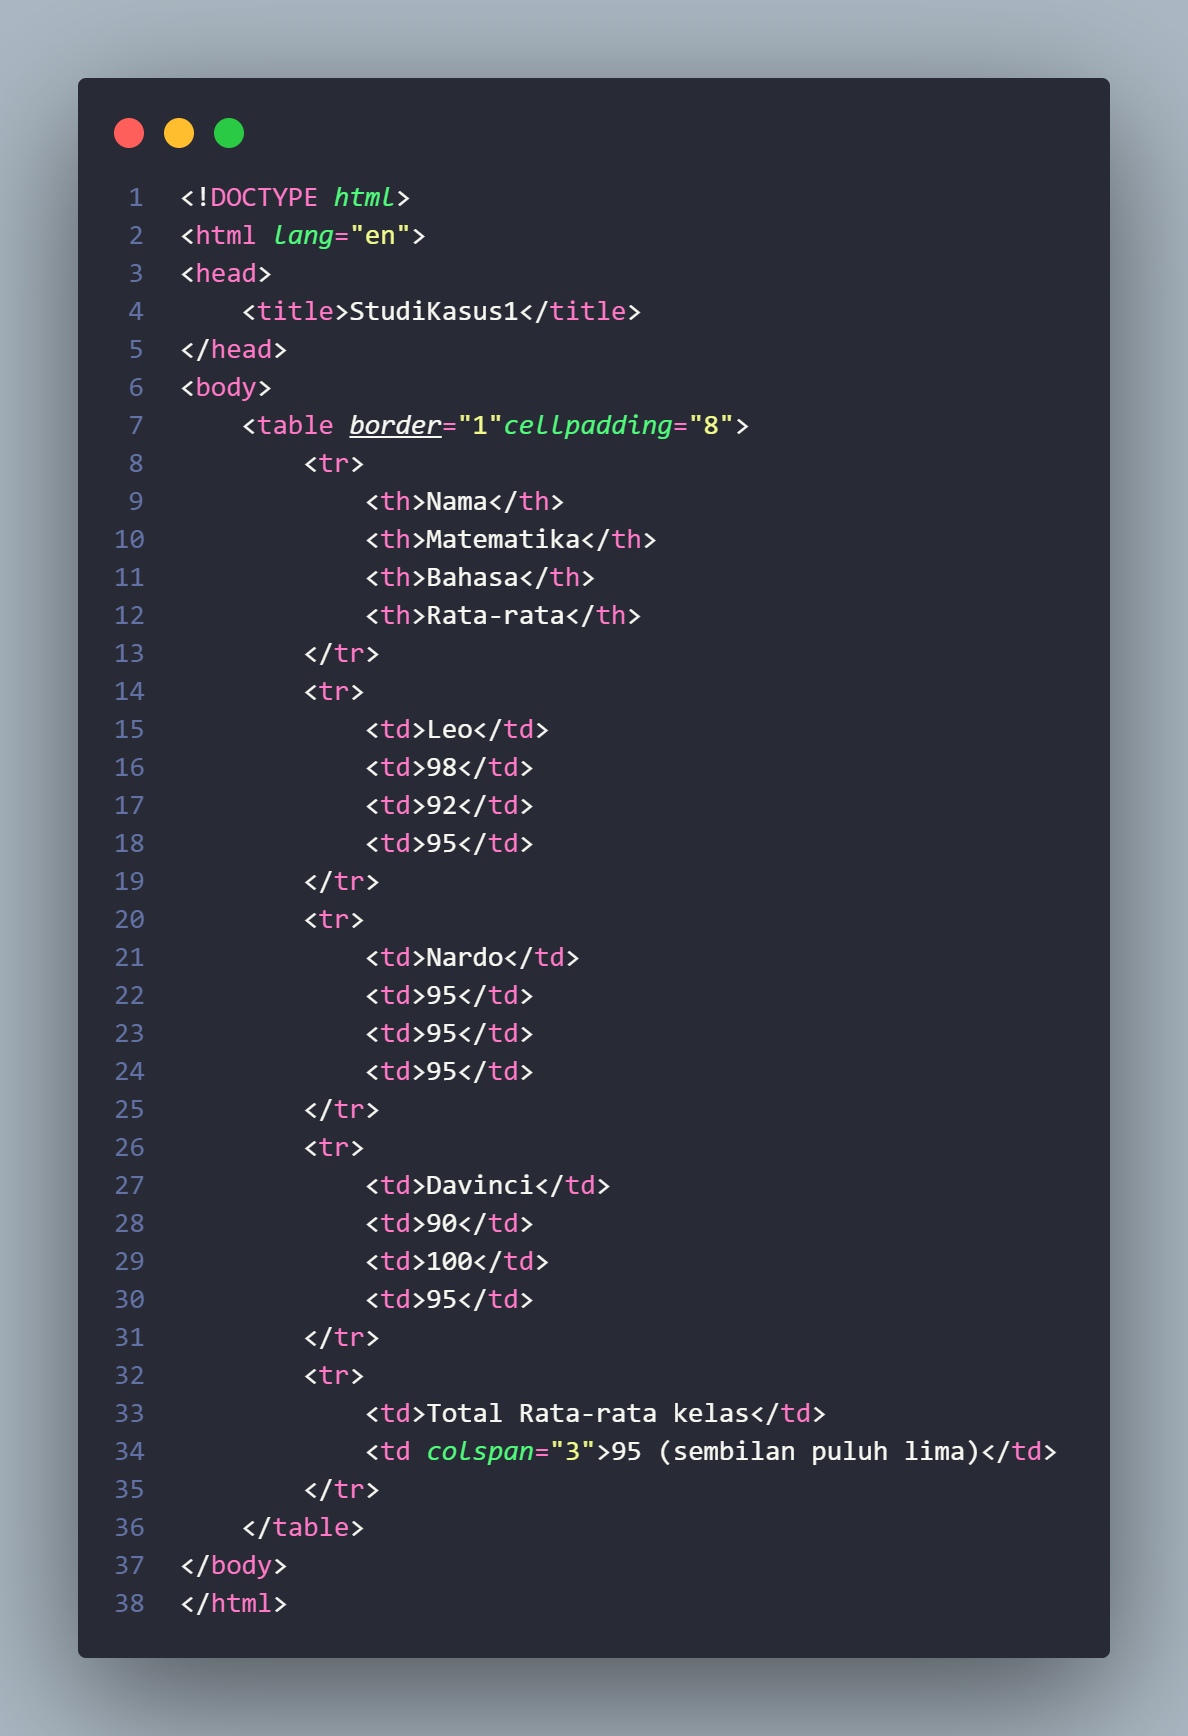 1 <!DOCTYPE html>
2 <html lang="en">
3 <head>
4     <title>StudiKasus1</title>
5 </head>
6 <body>
7     <table border="1"cellpadding="8">
8         <tr>
9             <th>Nama</th>
10             <th>Matematika</th>
11             <th>Bahasa</th>
12             <th>Rata-rata</th>
13         </tr>
14         <tr>
15             <td>Leo</td>
16             <td>98</td>
17             <td>92</td>
18             <td>95</td>
19         </tr>
20         <tr>
21             <td>Nardo</td>
22             <td>95</td>
23             <td>95</td>
24             <td>95</td>
25         </tr>
26         <tr>
27             <td>Davinci</td>
28             <td>90</td>
29             <td>100</td>
30             <td>95</td>
31         </tr>
32         <tr>
33             <td>Total Rata-rata kelas</td>
34             <td colspan="3">95 (sembilan puluh lima)</td>
35         </tr>
36     </table>
37 </body>
38 </html>